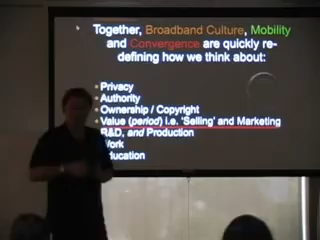 Together, Broadband Culture, Mobility
and Convergence are quickly re-
defining how we think about:
Privacy
Authority
Ownership / Copyright
Value (period) i.e. 'Selling' and Marketing
R&D, and Production
Work
Education